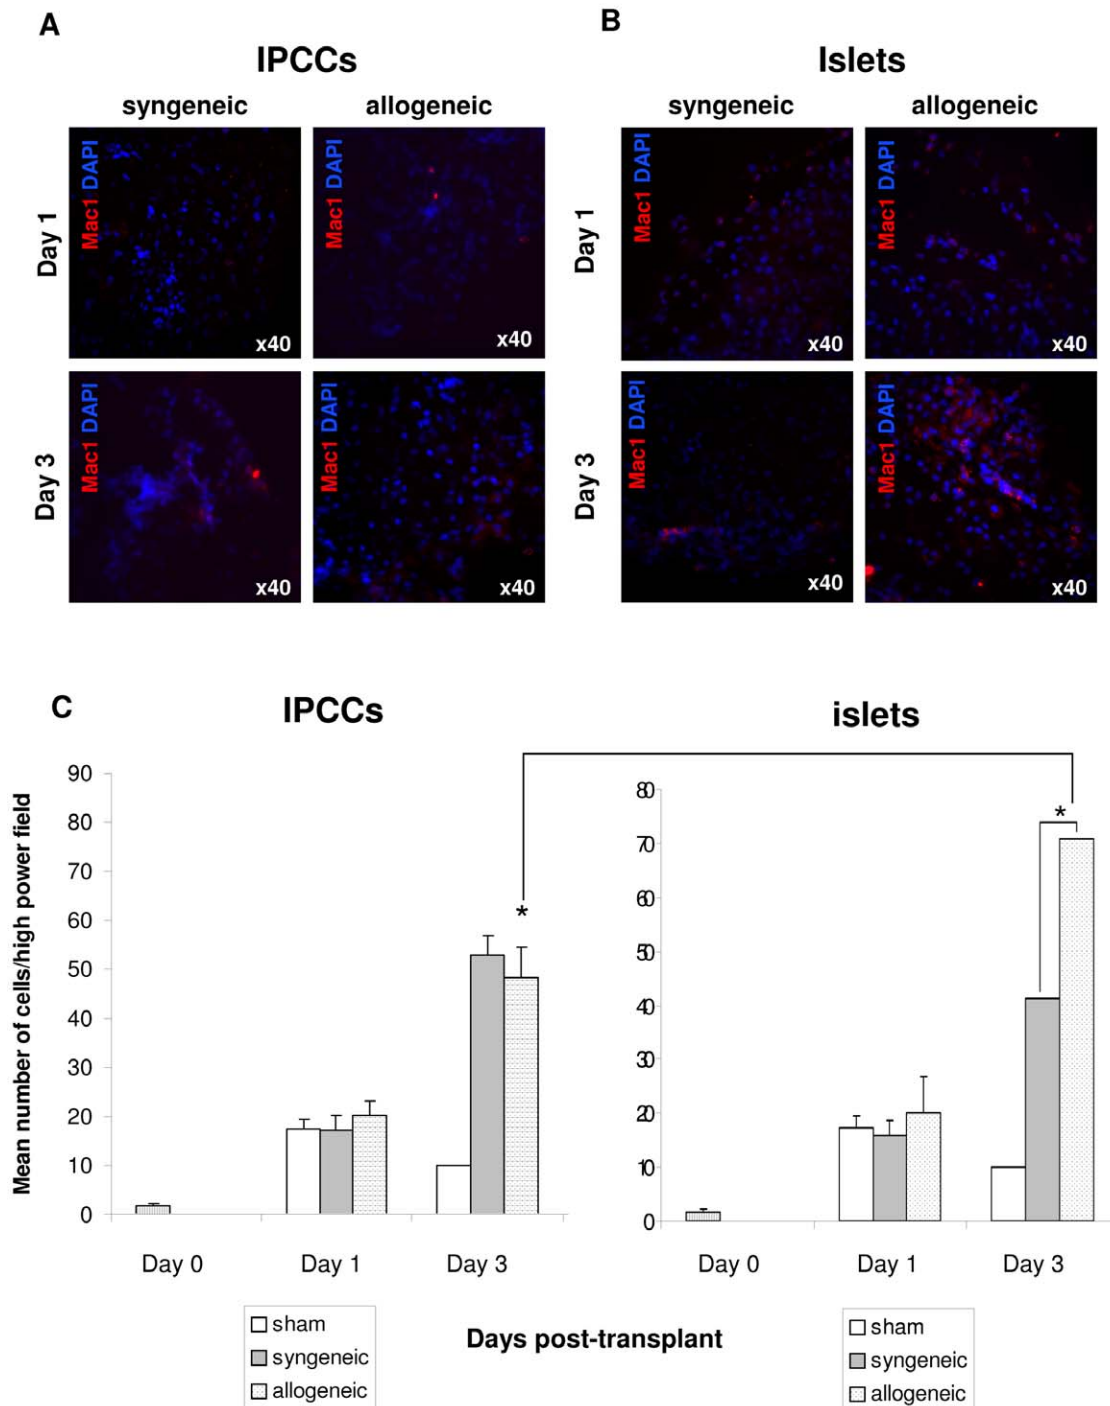 A
IPCCs
syngeneic allogeneic
Day 1
Mac1 DAPI
x40
Mac1 DAPI
x40
Day 3
Mac1 DAPI
x40
Mac1 DAPI
x40
B
Islets
syngeneic allogeneic
Day 1
Mac1 DAPI
x40
Mac1 DAPI
x40
Day 3
Mac1 DAPI
x40
Mac1 DAPI
x40
C
IPCCs
Mean number of cells/high power field
90
80
70
60
50
40
30
20
10
0
*
Day 0 Day 1 Day 3
sham
syngeneic
allogeneic
islets
80
70
60
50
40
30
20
10
0
*
Day 0 Day 1 Day 3
sham
syngeneic
allogeneic
Days post-transplant